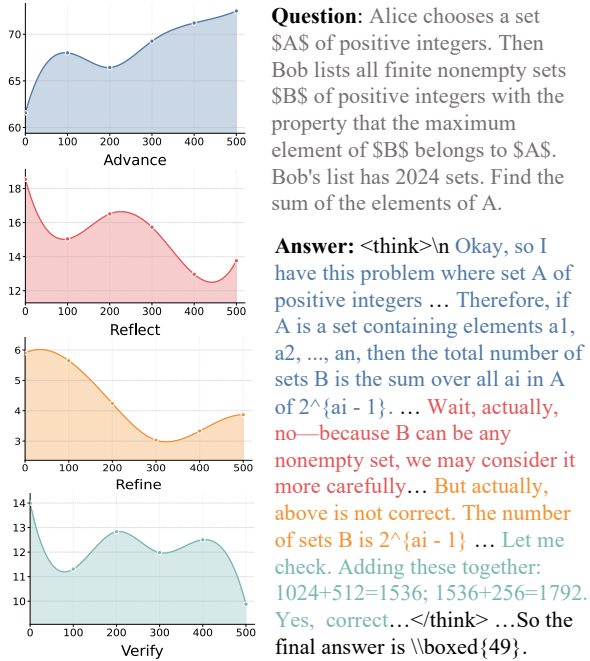 70
65
60
0 100 200 300 400 500
Advance
18
16
14
12
0 100 200 300 400 500
Reflect
6
5
4
3
0 100 200 300 400 500
Refine
14
13
12
11
10
0 100 200 300 400 500
Verify
Question: Alice chooses a set
$A$ of positive integers. Then
Bob lists all finite nonempty sets
$B$ of positive integers with the
property that the maximum
element of $B$ belongs to $A$.
Bob's list has 2024 sets. Find the
sum of the elements of A.
Answer: <think>\n Okay, so I
have this problem where set A of
positive integers … Therefore, if
A is a set containing elements a1,
a2, ..., an, then the total number of
sets B is the sum over all ai in A
of 2^{ai - 1}. … Wait, actually,
no—because B can be any
nonempty set, we may consider it
more carefully… But actually,
above is not correct. The number
of sets B is 2^{ai - 1} … Let me
check. Adding these together:
1024+512=1536; 1536+256=1792.
Yes, correct…</think> …So the
final answer is \\boxed{49}.